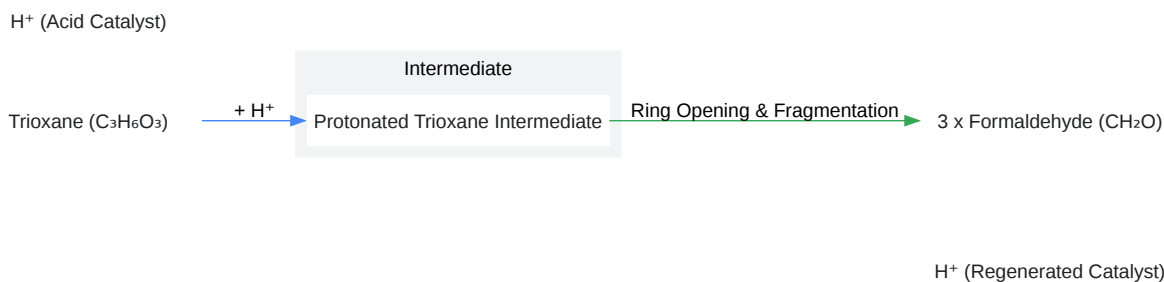 H⁺ (Acid Catalyst)
Intermediate
Trioxane (C₃H₆O₃)
+ H⁺
Protonated Trioxane Intermediate
Ring Opening & Fragmentation
3 x Formaldehyde (CH₂O)
H⁺ (Regenerated Catalyst)